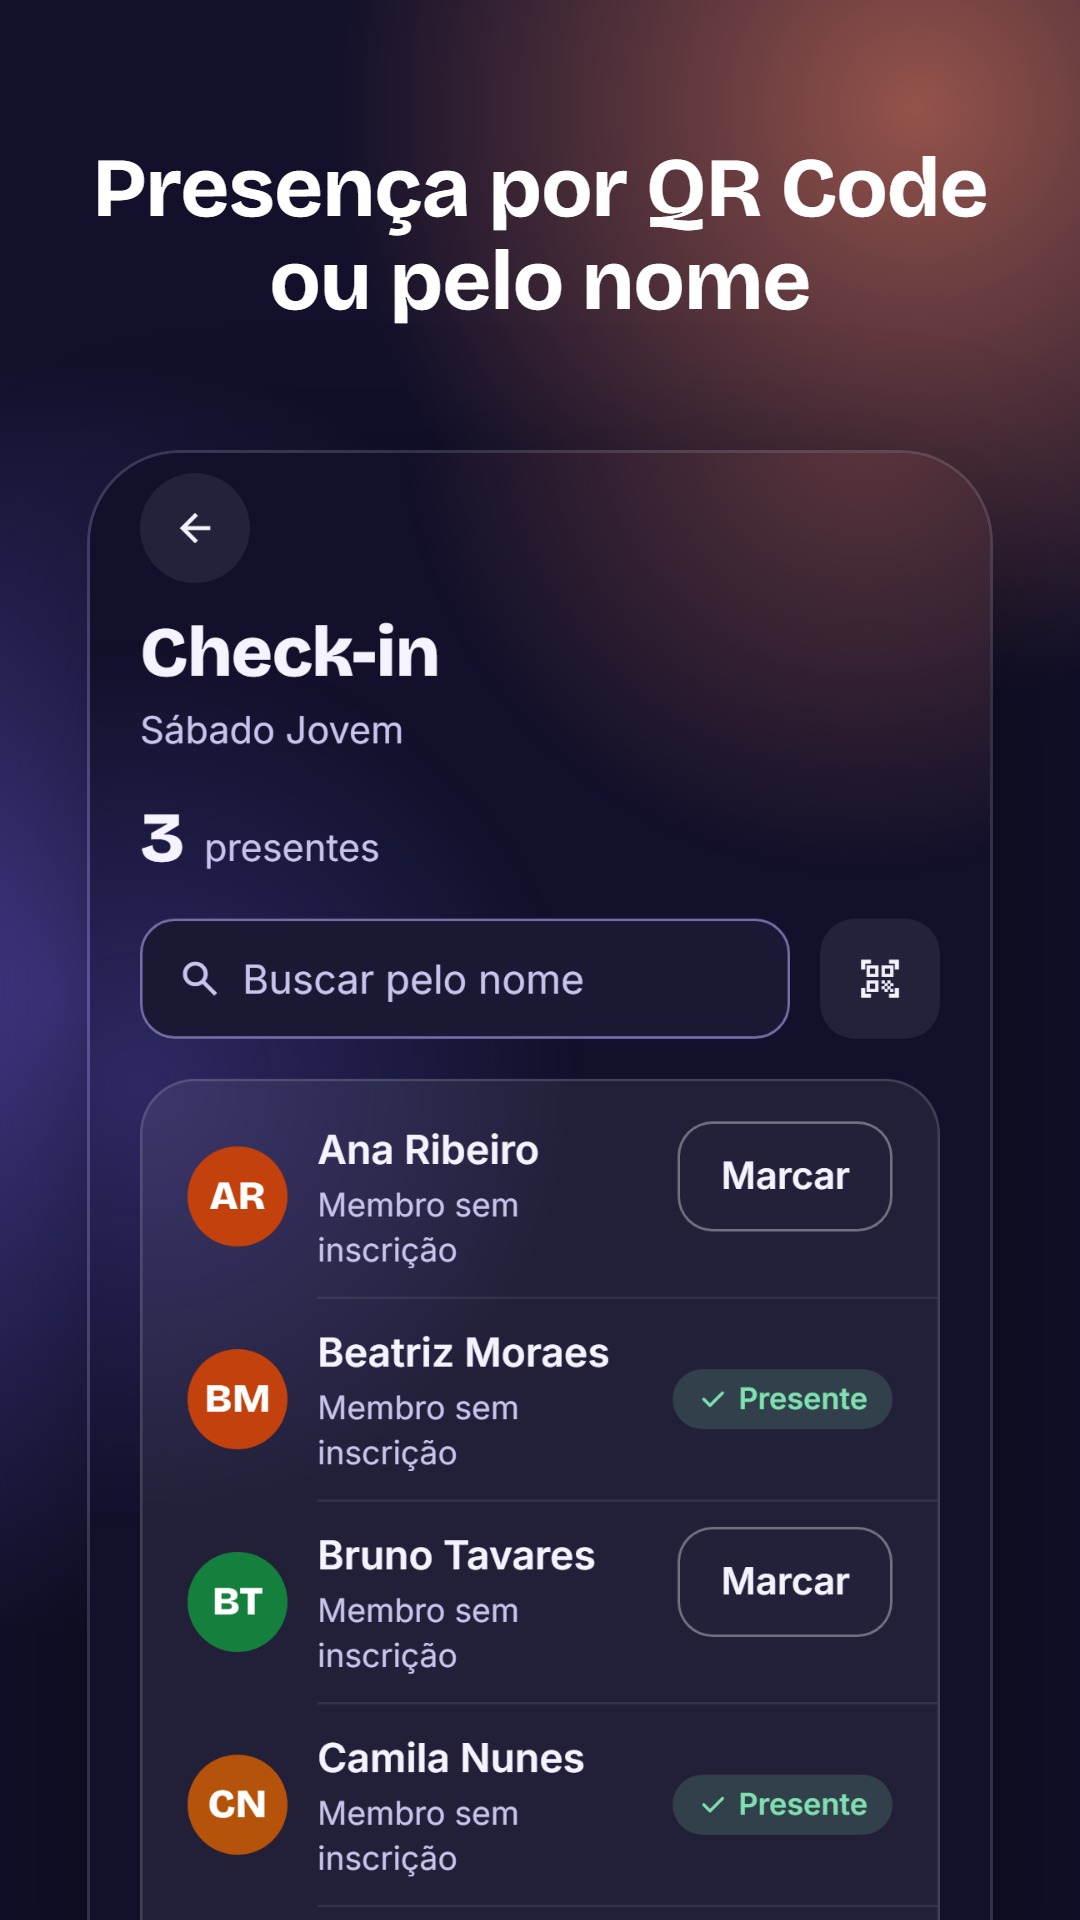 Presença por QR Code
ou pelo nome
Check-in
Sábado Jovem
3 presentes
Buscar pelo nome
AR
Ana Ribeiro
Membro sem
inscrição
Marcar
BM
Beatriz Moraes
Membro sem
inscrição
Presente
BT
Bruno Tavares
Membro sem
inscrição
Marcar
CN
Camila Nunes
Membro sem
inscrição
Presente